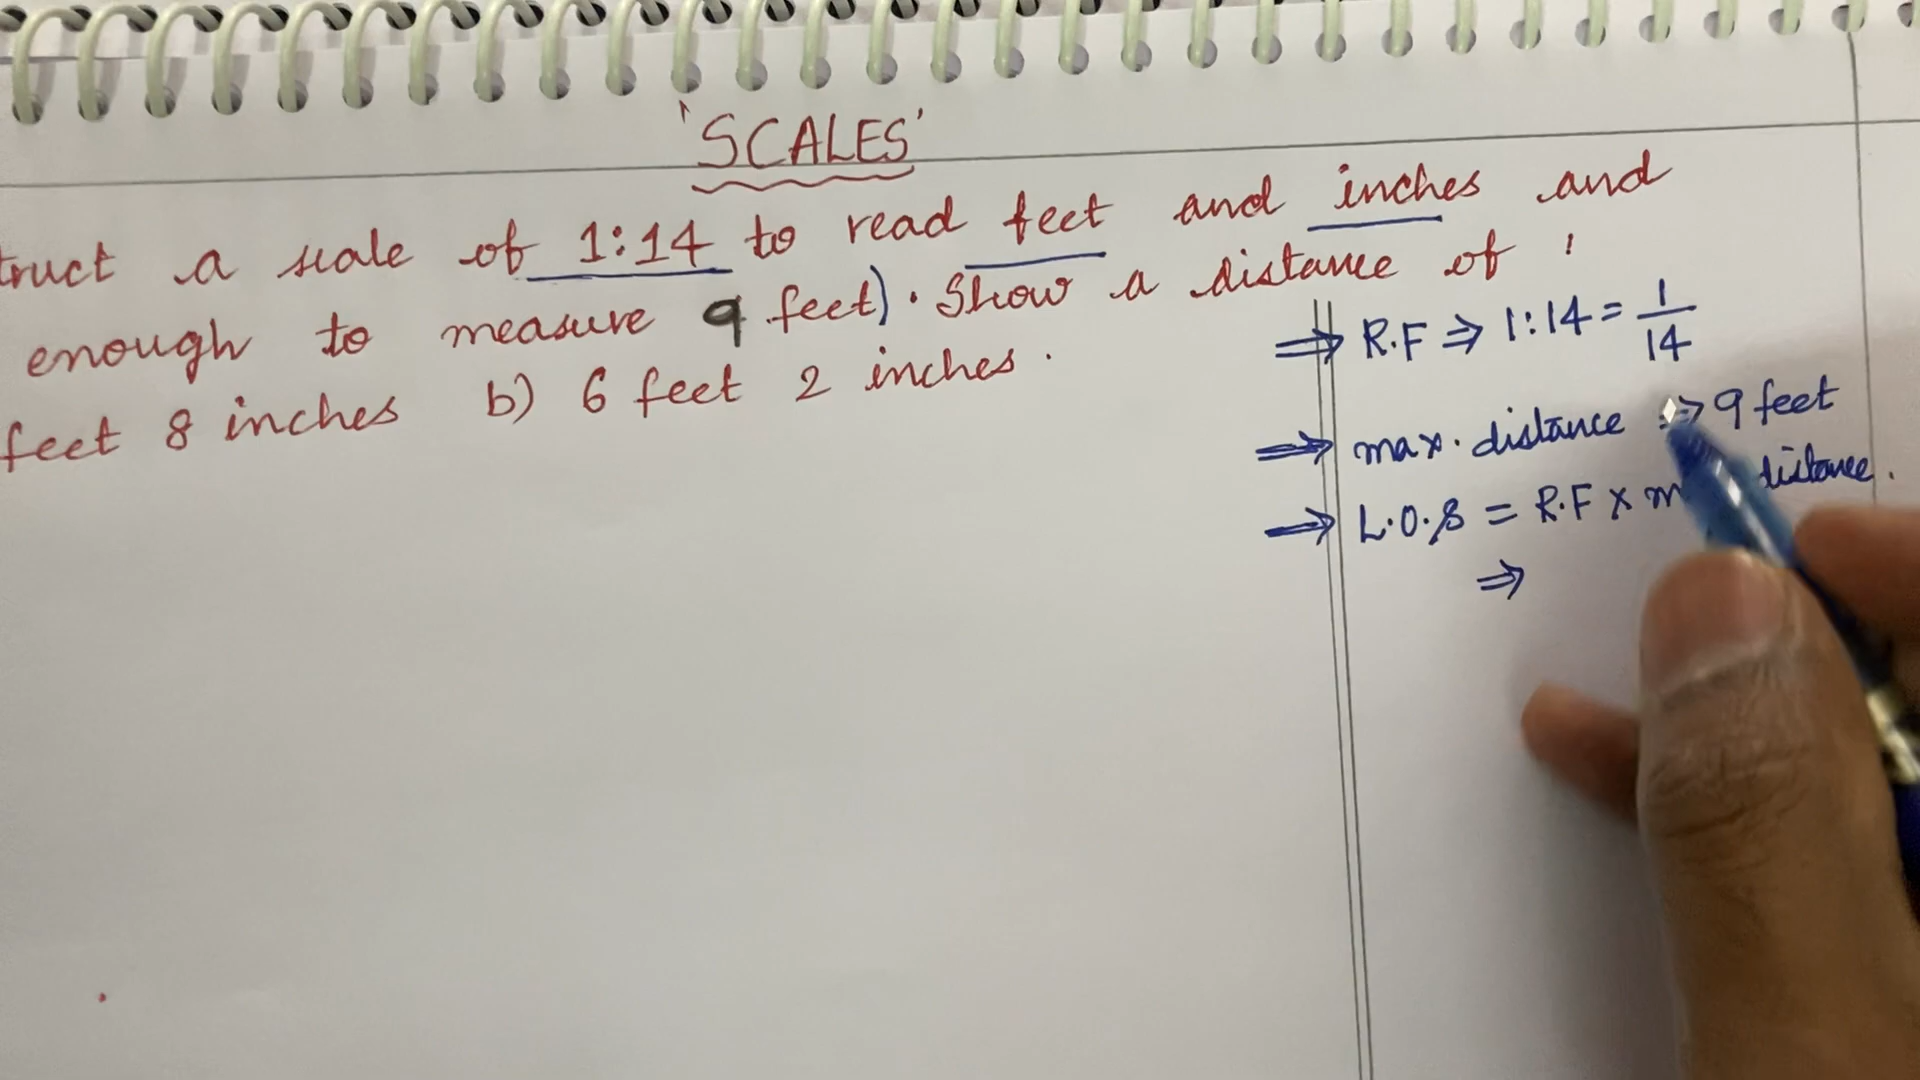 'SCALES'
truct a scale of 1:14 to read feet and inches and
enough to measure 9 feet). Show a distance of
feet 8 inches b) 6 feet 2 inches.
⇒ R.F ⇒ 1:14 = 1/14
⇒ max. distance ⇒ 9 feet
⇒ L.O.S = R.F × m distance.
⇒